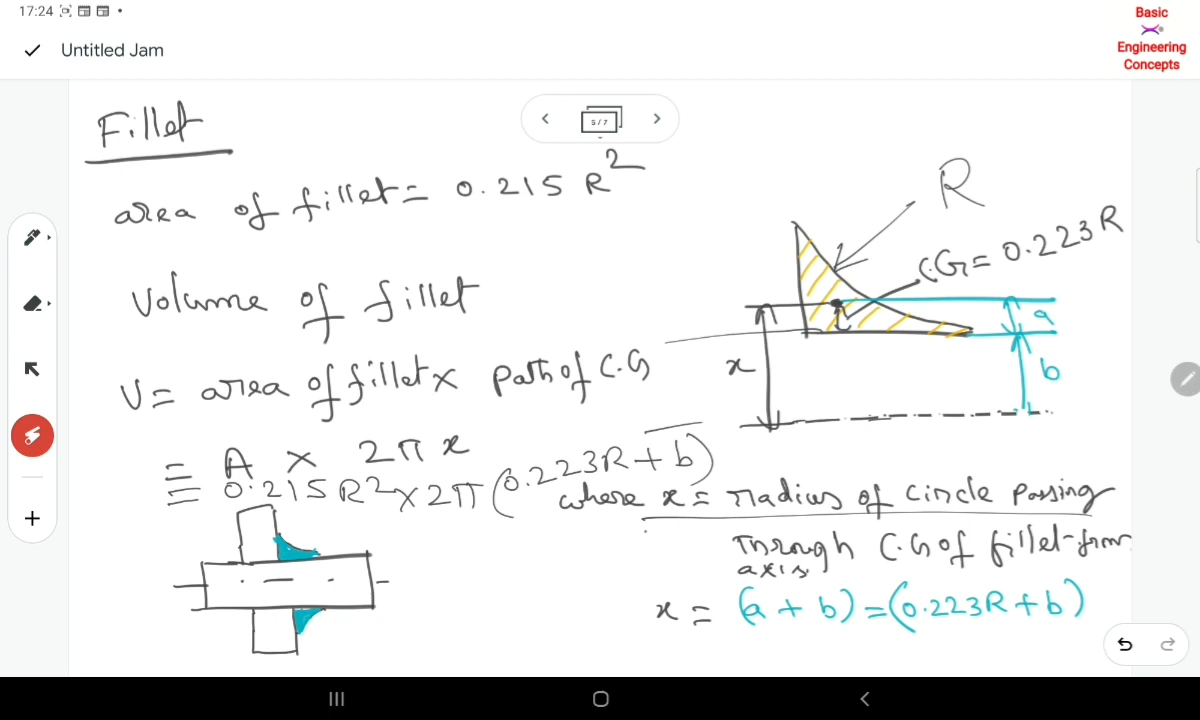 17:24
Basic
Engineering
Concepts
Untitled Jam
5/7
Fillet
area of fillet = 0.215 R²
R
C.G = 0.223 R
Volume of fillet
a
b
x
V = area of fillet x path of C.G
= A x 2π x
= 0.215 R² x 2π (0.223R + b)
where x = radius of circle passing
Through C.G of fillet from
axis
x = (a + b) = (0.223R + b)